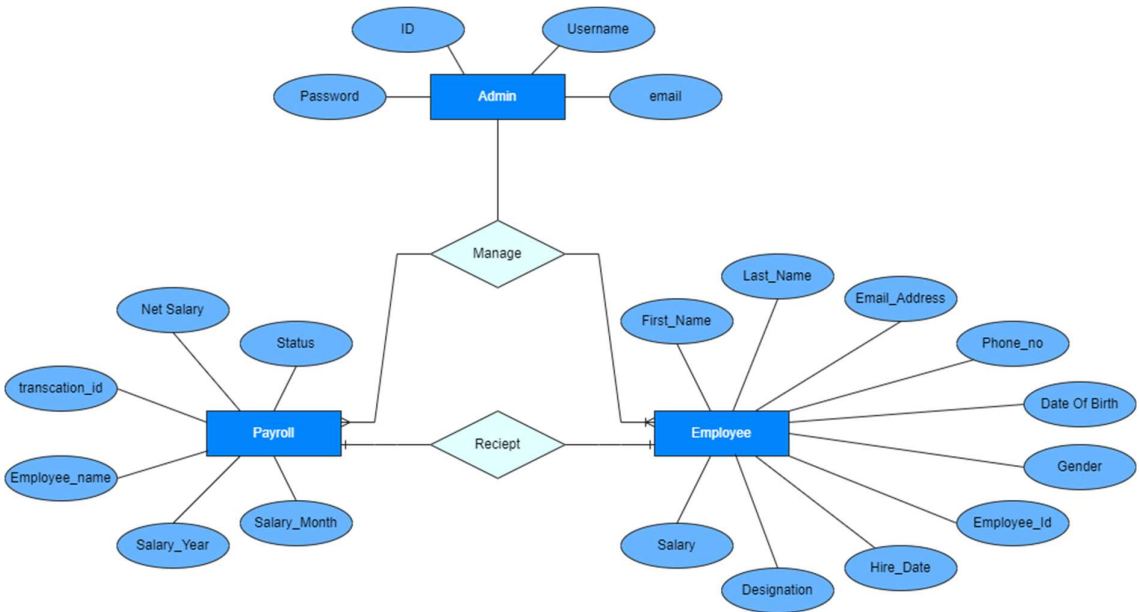 ID
Username
Password
Admin
email
Manage
Last_Name
Email_Address
Net Salary
First_Name
Status
Phone_no
transcation_id
Date Of Birth
Payroll
Reciept
Employee
Gender
Employee_name
Salary_Month
Employee_Id
Salary_Year
Salary
Hire_Date
Designation